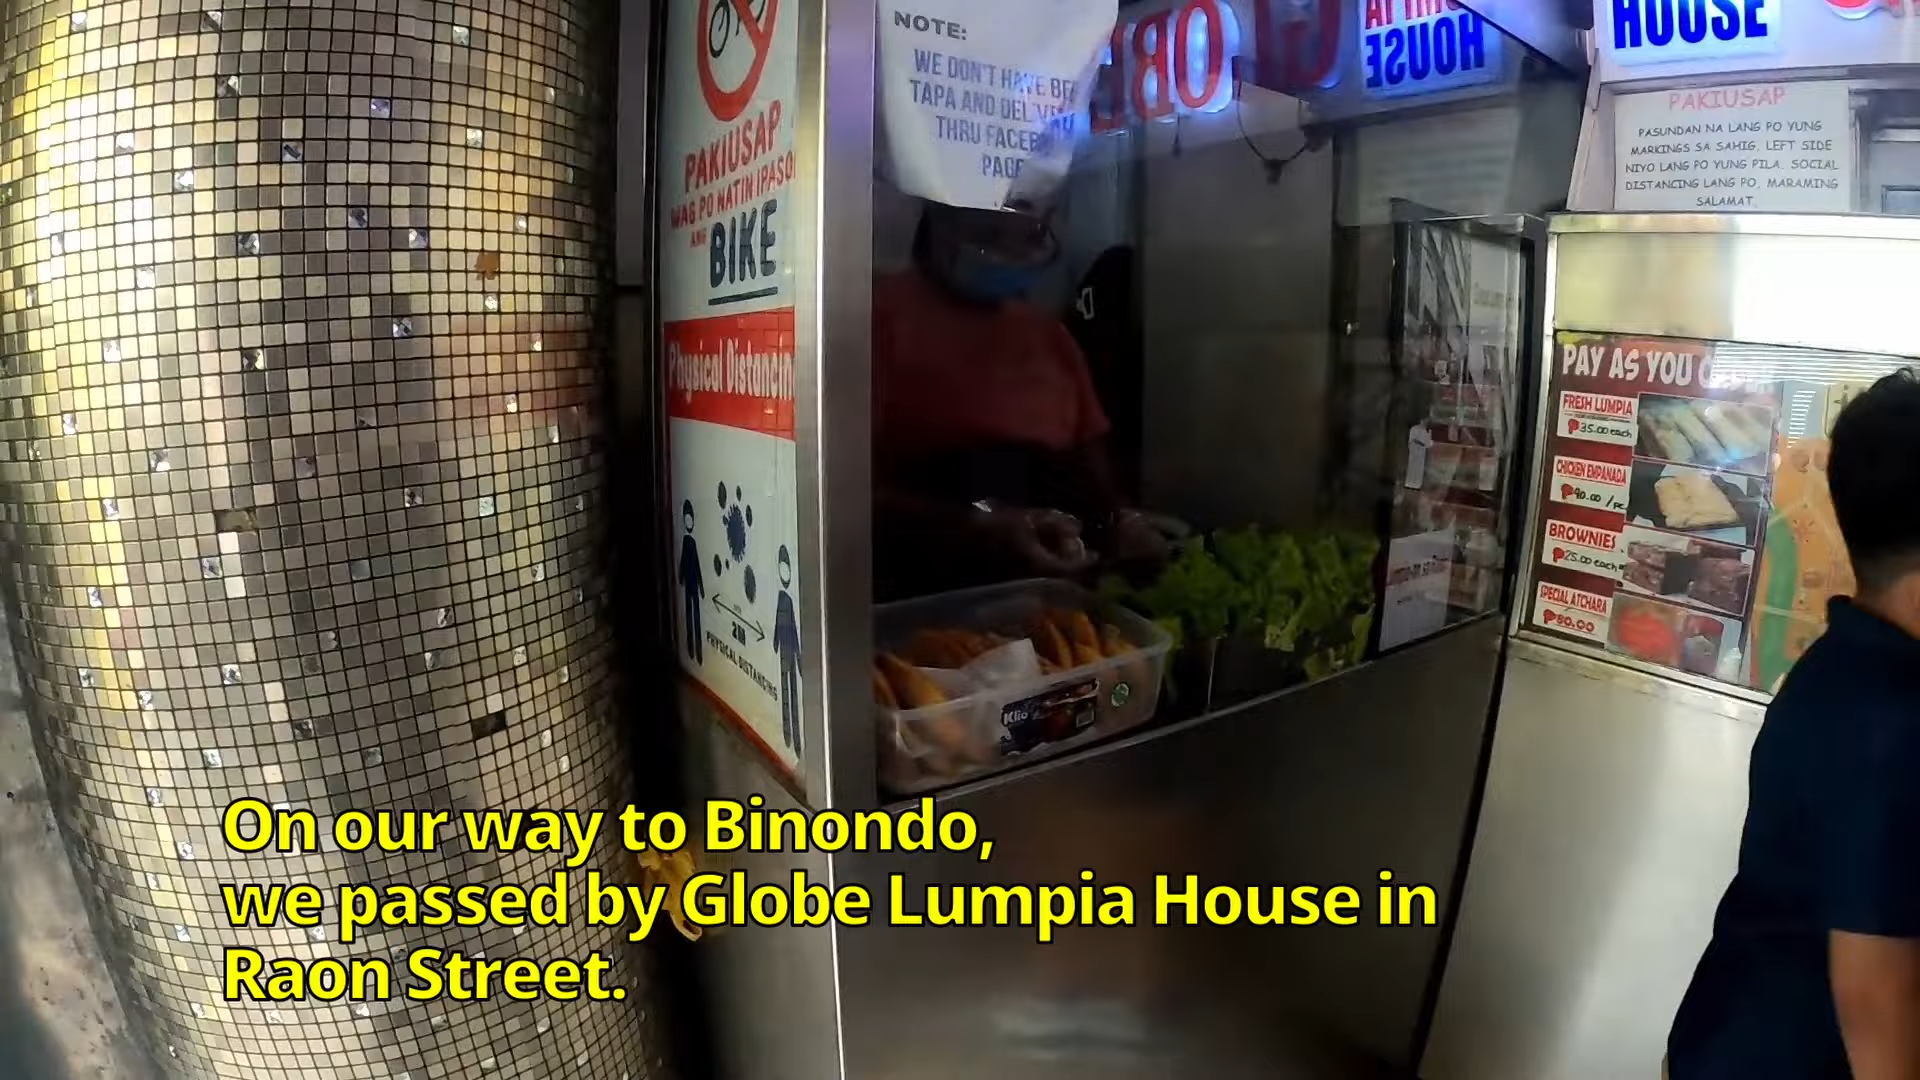 NOTE:
WE DON'T HAVE
TAPA AND
THRU
PAGE
HOUSE
HOUSE
PAKIUSAP
PASUNDAN NA LANG PO YUNG
MARKINGS SA SAHIG. LEFT SIDE
NIYO LANG PO YUNG PILA. SOCIAL
DISTANCING LANG PO, MARAMING
SALAMAT.
PAKIUSAP
WAG PO NATIN IPASO
ANG
BIKE
Physical Distancin
2M
PHYSICAL DISTANCING
PAY AS YOU
FRESH LUMPIA
₱35.00 each
CHICKEN EMPANADA
₱90.00 /pc
BROWNIES
₱25.00 each
SPECIAL ATCHARA
₱80.00
Klio
On our way to Binondo,
we passed by Globe Lumpia House in
Raon Street.